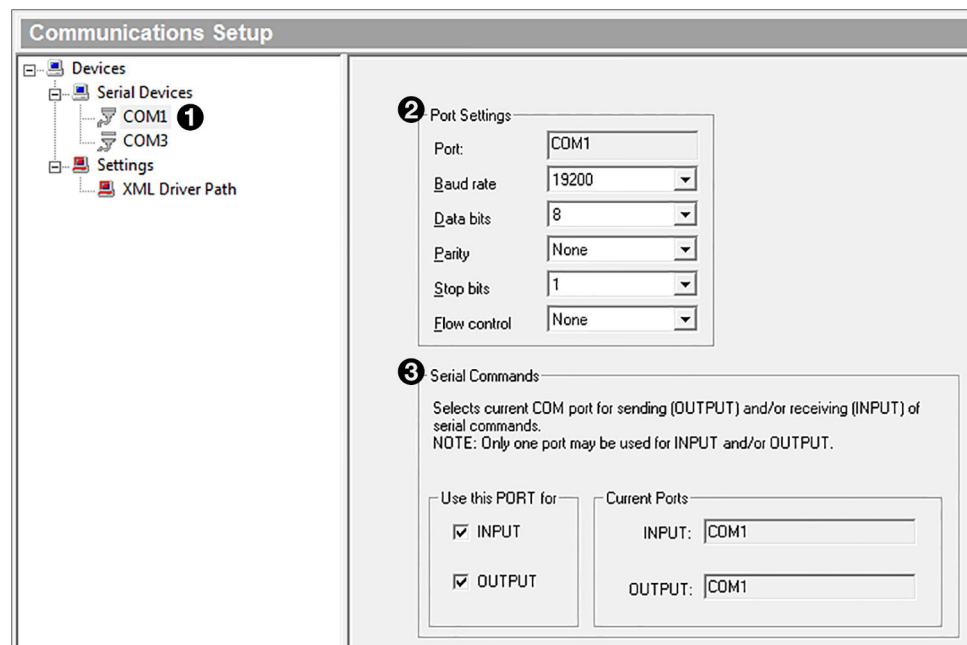 Communications Setup
Devices
Serial Devices
COM1 ❶
COM3
Settings
XML Driver Path
❷ Port Settings
Port: COM1
Baud rate 19200
Data bits 8
Parity None
Stop bits 1
Flow control None
❸ Serial Commands
Selects current COM port for sending (OUTPUT) and/or receiving (INPUT) of
serial commands.
NOTE: Only one port may be used for INPUT and/or OUTPUT.
Use this PORT for
INPUT
OUTPUT
Current Ports
INPUT: COM1
OUTPUT: COM1